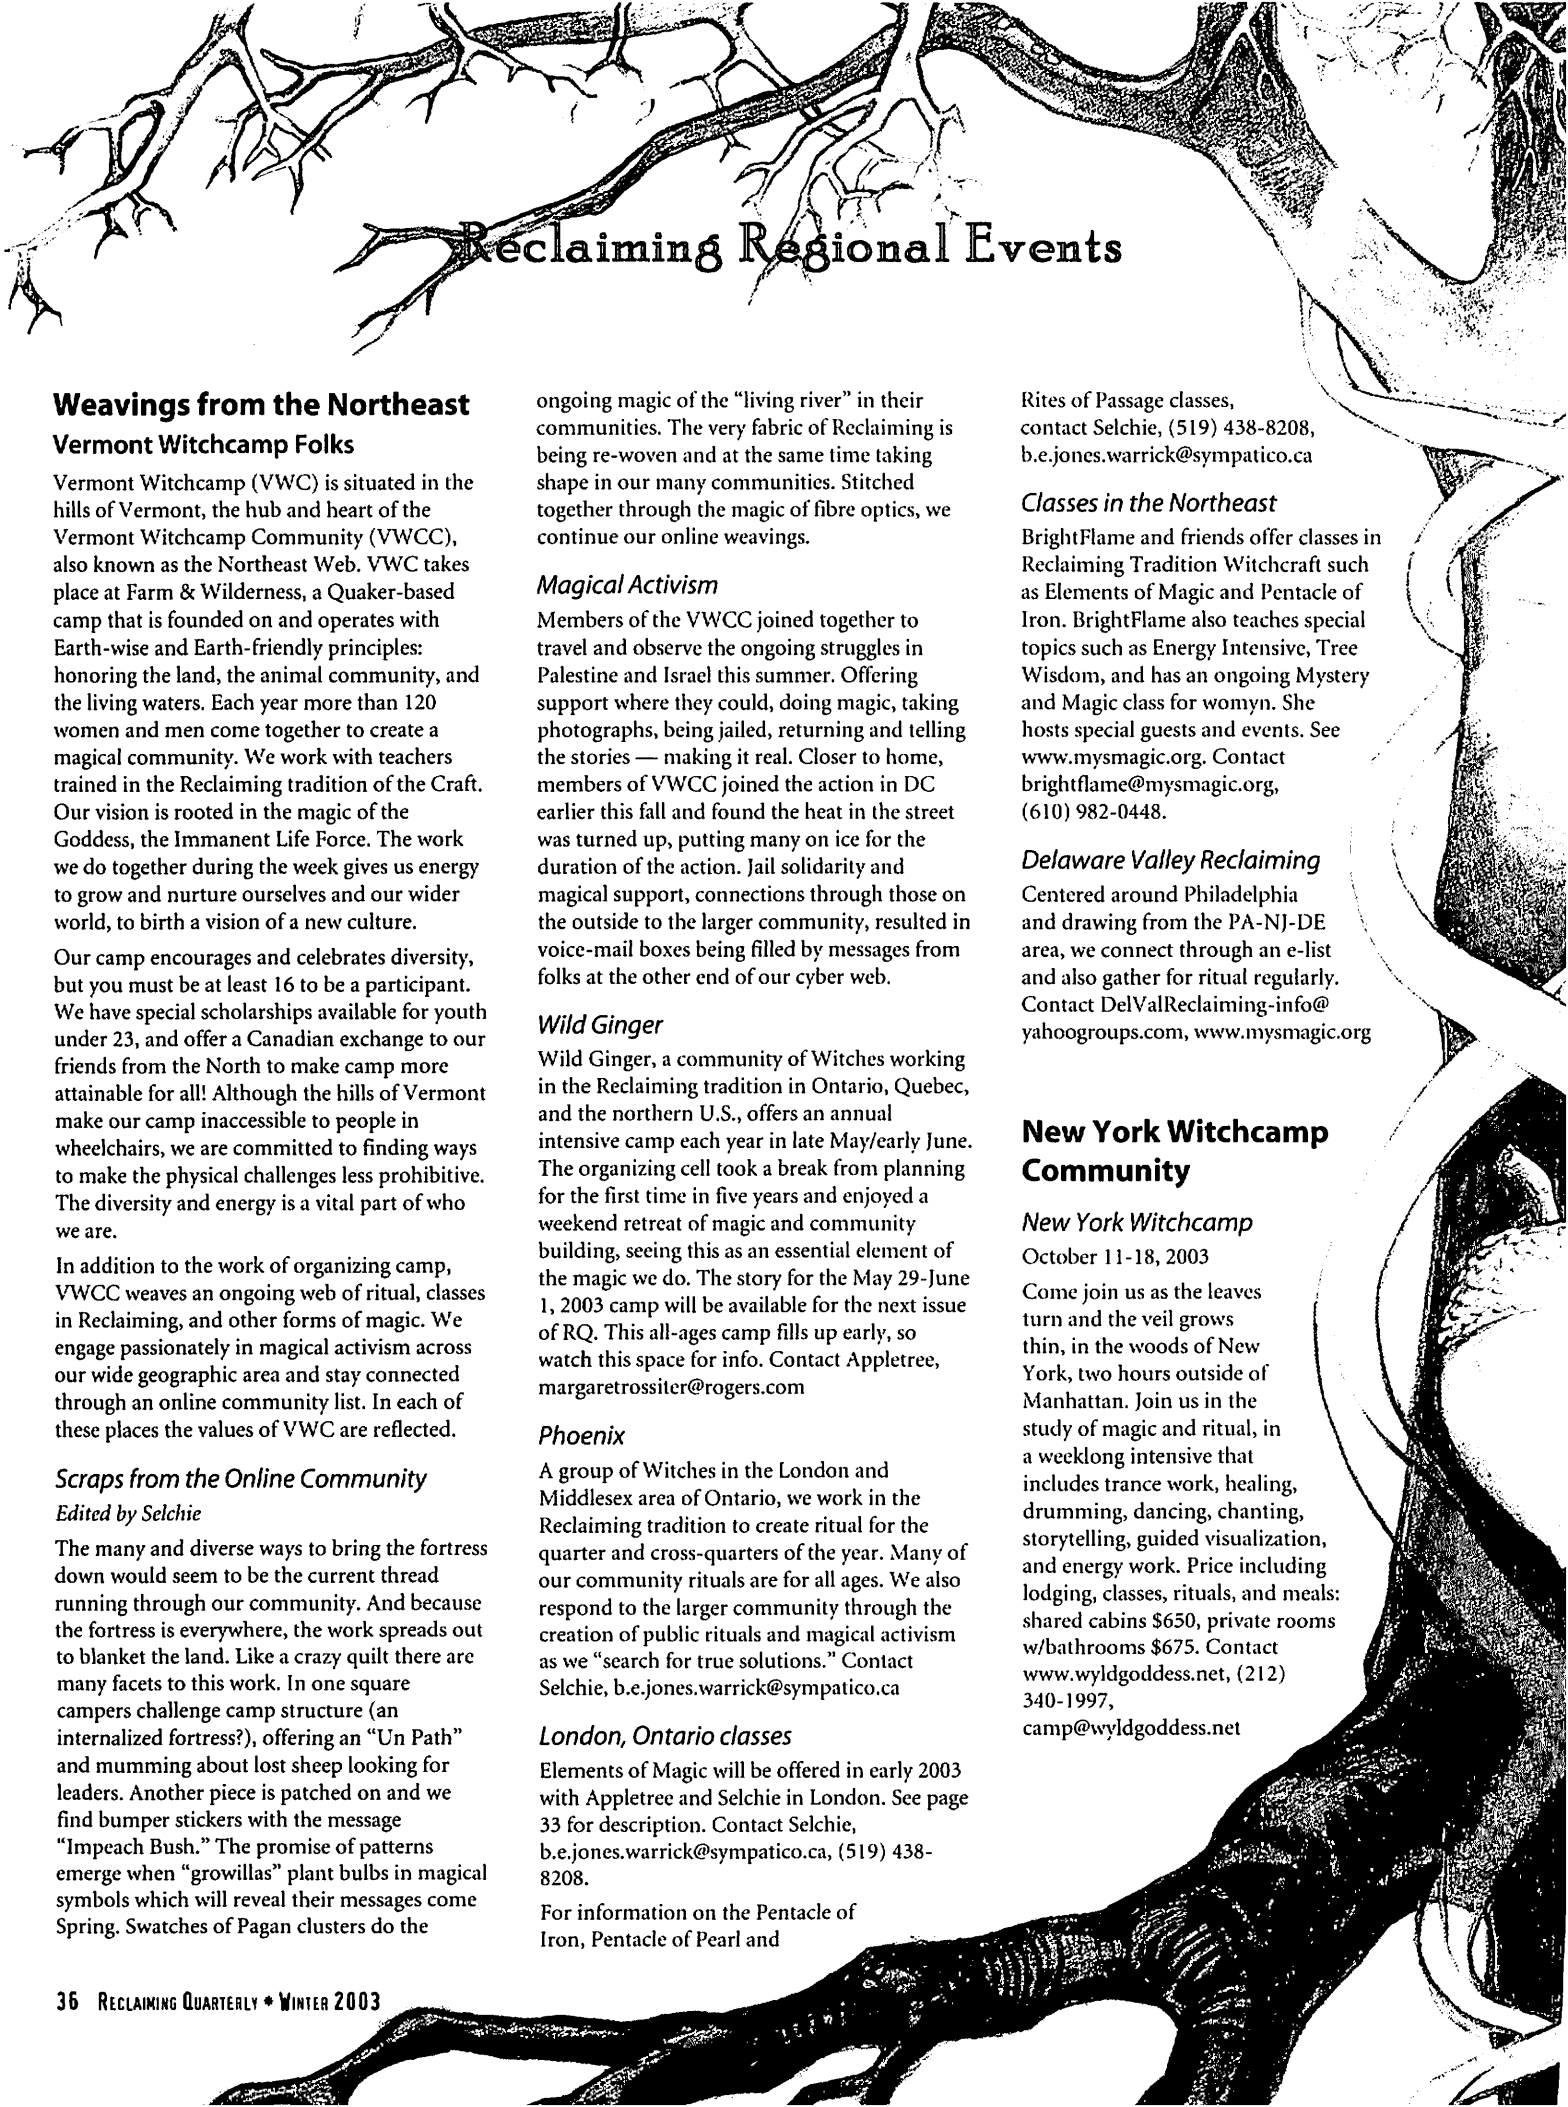 Reclaiming Regional Events
Weavings from the Northeast
Vermont Witchcamp Folks
Vermont Witchcamp (VWC) is situated in the
hills of Vermont, the hub and heart of the
Vermont Witchcamp Community (VWCC),
also known as the Northeast Web. VWC takes
place at Farm & Wilderness, a Quaker-based
camp that is founded on and operates with
Earth-wise and Earth-friendly principles:
honoring the land, the animal community, and
the living waters. Each year more than 120
women and men come together to create a
magical community. We work with teachers
trained in the Reclaiming tradition of the Craft.
Our vision is rooted in the magic of the
Goddess, the Immanent Life Force. The work
we do together during the week gives us energy
to grow and nurture ourselves and our wider
world, to birth a vision of a new culture.
Our camp encourages and celebrates diversity,
but you must be at least 16 to be a participant.
We have special scholarships available for youth
under 23, and offer a Canadian exchange to our
friends from the North to make camp more
attainable for all! Although the hills of Vermont
make our camp inaccessible to people in
wheelchairs, we are committed to finding ways
to make the physical challenges less prohibitive.
The diversity and energy is a vital part of who
we are.
In addition to the work of organizing camp,
VWCC weaves an ongoing web of ritual, classes
in Reclaiming, and other forms of magic. We
engage passionately in magical activism across
our wide geographic area and stay connected
through an online community list. In each of
these places the values of VWC are reflected.
Scraps from the Online Community
Edited by Selchie
The many and diverse ways to bring the fortress
down would seem to be the current thread
running through our community. And because
the fortress is everywhere, the work spreads out
to blanket the land. Like a crazy quilt there are
many facets to this work. In one square
campers challenge camp structure (an
internalized fortress?), offering an “Un Path”
and mumming about lost sheep looking for
leaders. Another piece is patched on and we
find bumper stickers with the message
“Impeach Bush.” The promise of patterns
emerge when “growillas” plant bulbs in magical
symbols which will reveal their messages come
Spring. Swatches of Pagan clusters do the
ongoing magic of the “living river” in their
communities. The very fabric of Reclaiming is
being re-woven and at the same time taking
shape in our many communities. Stitched
together through the magic of fibre optics, we
continue our online weavings.
Magical Activism
Members of the VWCC joined together to
travel and observe the ongoing struggles in
Palestine and Israel this summer. Offering
support where they could, doing magic, taking
photographs, being jailed, returning and telling
the stories — making it real. Closer to home,
members of VWCC joined the action in DC
earlier this fall and found the heat in the street
was turned up, putting many on ice for the
duration of the action. Jail solidarity and
magical support, connections through those on
the outside to the larger community, resulted in
voice-mail boxes being filled by messages from
folks at the other end of our cyber web.
Wild Ginger
Wild Ginger, a community of Witches working
in the Reclaiming tradition in Ontario, Quebec,
and the northern U.S., offers an annual
intensive camp each year in late May/early June.
The organizing cell took a break from planning
for the first time in five years and enjoyed a
weekend retreat of magic and community
building, seeing this as an essential element of
the magic we do. The story for the May 29-June
1, 2003 camp will be available for the next issue
of RQ. This all-ages camp fills up early, so
watch this space for info. Contact Appletree,
margaretrossiter@rogers.com
Phoenix
A group of Witches in the London and
Middlesex area of Ontario, we work in the
Reclaiming tradition to create ritual for the
quarter and cross-quarters of the year. Many of
our community rituals are for all ages. We also
respond to the larger community through the
creation of public rituals and magical activism
as we “search for true solutions.” Contact
Selchie, b.e.jones.warrick@sympatico.ca
London, Ontario classes
Elements of Magic will be offered in early 2003
with Appletree and Selchie in London. See page
33 for description. Contact Selchie,
b.e.jones.warrick@sympatico.ca, (519) 438-
8208.
For information on the Pentacle of
Iron, Pentacle of Pearl and
Rites of Passage classes,
contact Selchie, (519) 438-8208,
b.e.jones.warrick@sympatico.ca
Classes in the Northeast
BrightFlame and friends offer classes in
Reclaiming Tradition Witchcraft such
as Elements of Magic and Pentacle of
Iron. BrightFlame also teaches special
topics such as Energy Intensive, Tree
Wisdom, and has an ongoing Mystery
and Magic class for womyn. She
hosts special guests and events. See
www.mysmagic.org. Contact
brightflame@mysmagic.org,
(610) 982-0448.
Delaware Valley Reclaiming
Centered around Philadelphia
and drawing from the PA-NJ-DE
area, we connect through an e-list
and also gather for ritual regularly.
Contact DelValReclaiming-info@
yahoogroups.com, www.mysmagic.org
New York Witchcamp
Community
New York Witchcamp
October 11-18, 2003
Come join us as the leaves
turn and the veil grows
thin, in the woods of New
York, two hours outside of
Manhattan. Join us in the
study of magic and ritual, in
a weeklong intensive that
includes trance work, healing,
drumming, dancing, chanting,
storytelling, guided visualization,
and energy work. Price including
lodging, classes, rituals, and meals:
shared cabins $650, private rooms
w/bathrooms $675. Contact
www.wyldgoddess.net, (212)
340-1997,
camp@wyldgoddess.net
36 Reclaiming Quarterly • Winter 2003